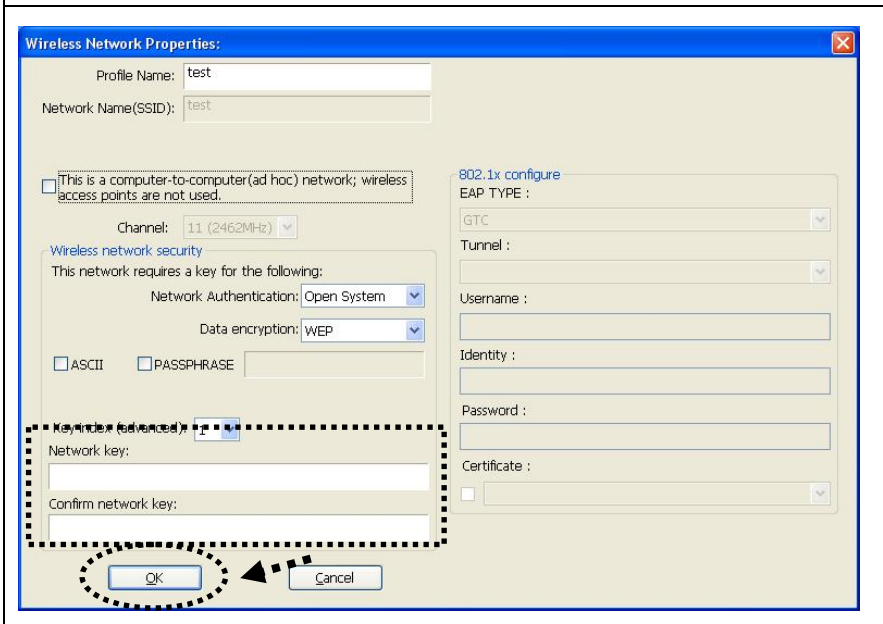 Wireless Network Properties:
Profile Name: test
Network Name(SSID): test
This is a computer-to-computer(ad hoc) network; wireless
access points are not used.
Channel: 11 (2462MHz)
Wireless network security
This network requires a key for the following:
Network Authentication: Open System
Data encryption: WEP
ASCII PASSPHRASE
Key index (advanced): 1
Network key:
Confirm network key:
OK Cancel
802.1x configure
EAP TYPE :
GTC
Tunnel :
Username :
Identity :
Password :
Certificate :